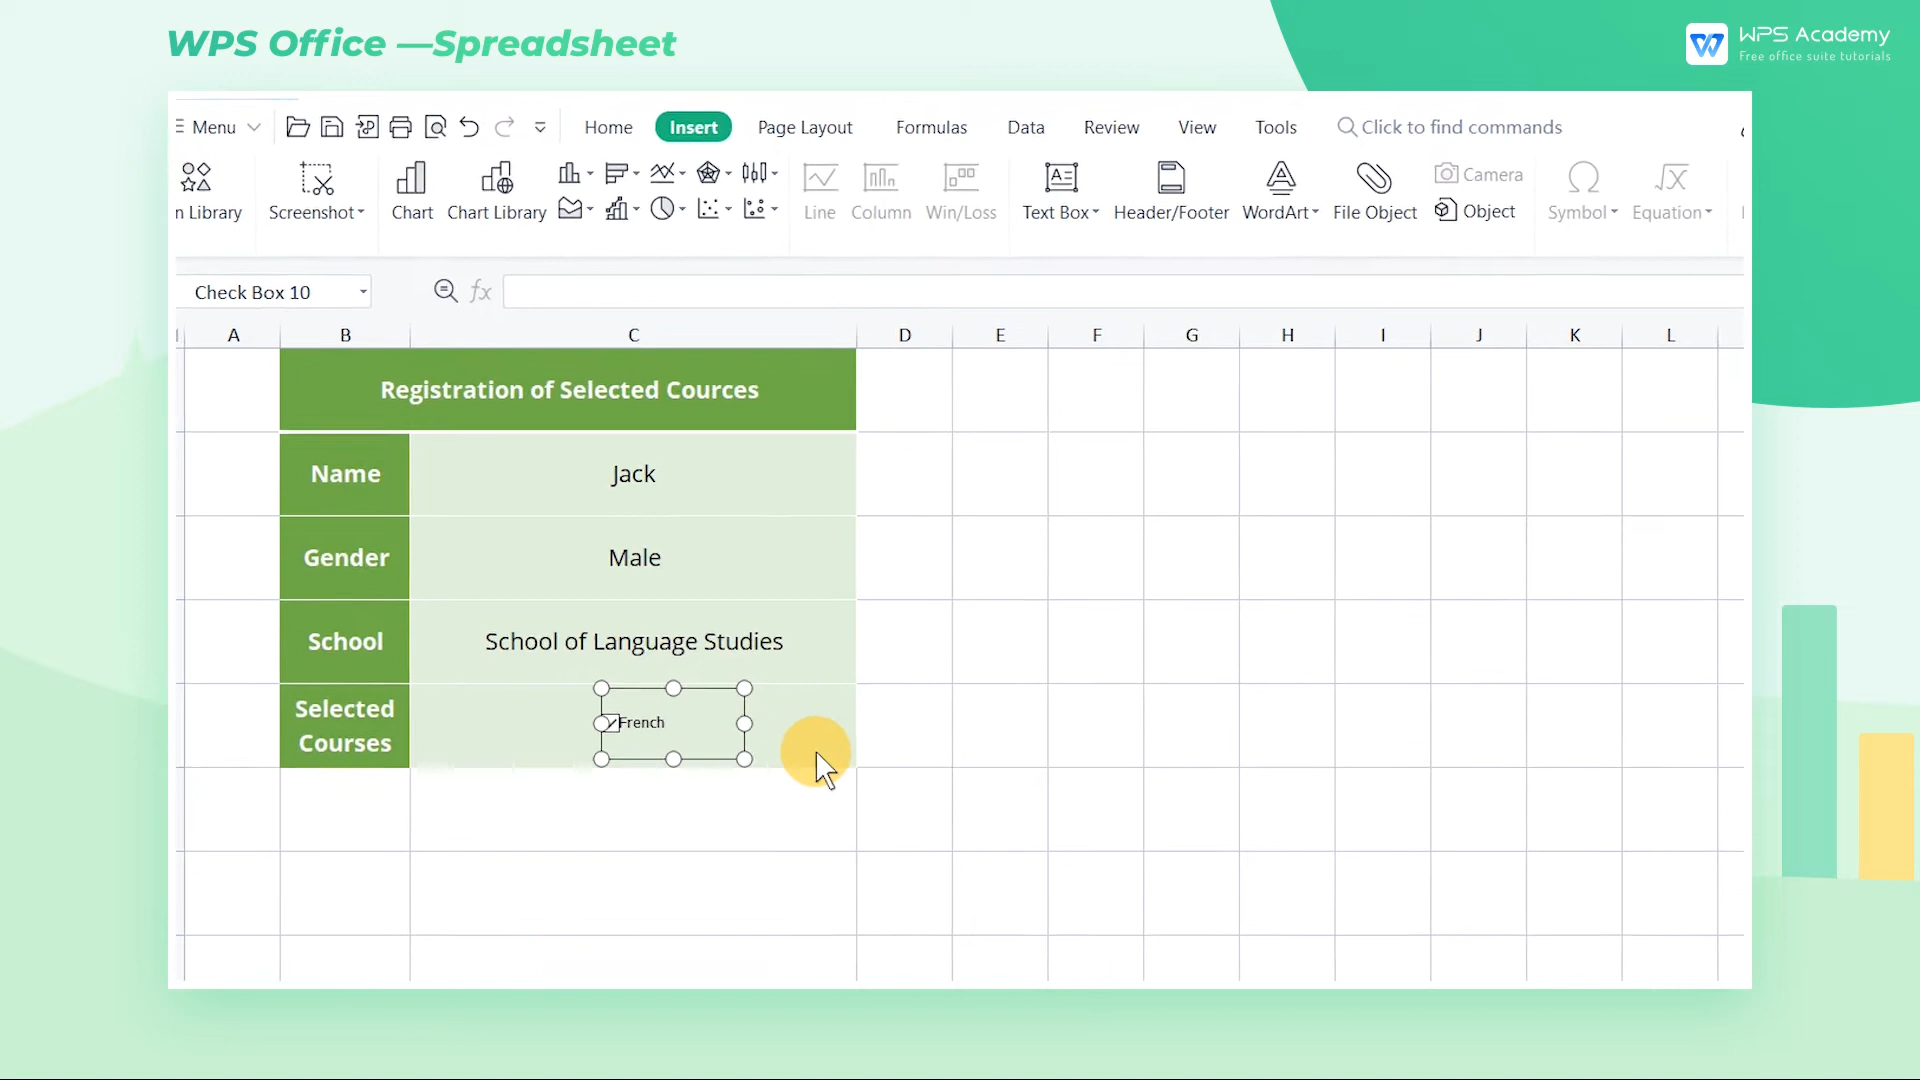 WPS Office —Spreadsheet
WPS Academy
Free office suite tutorials
Menu Home Insert Page Layout Formulas Data Review View Tools Click to find commands
n Library Screenshot Chart Chart Library Line Column Win/Loss Text Box Header/Footer WordArt File Object Camera Object Symbol Equation
Check Box 10 fx
A B C D E F G H I J K L
Registration of Selected Cources
Name Jack
Gender Male
School School of Language Studies
Selected
Courses
French